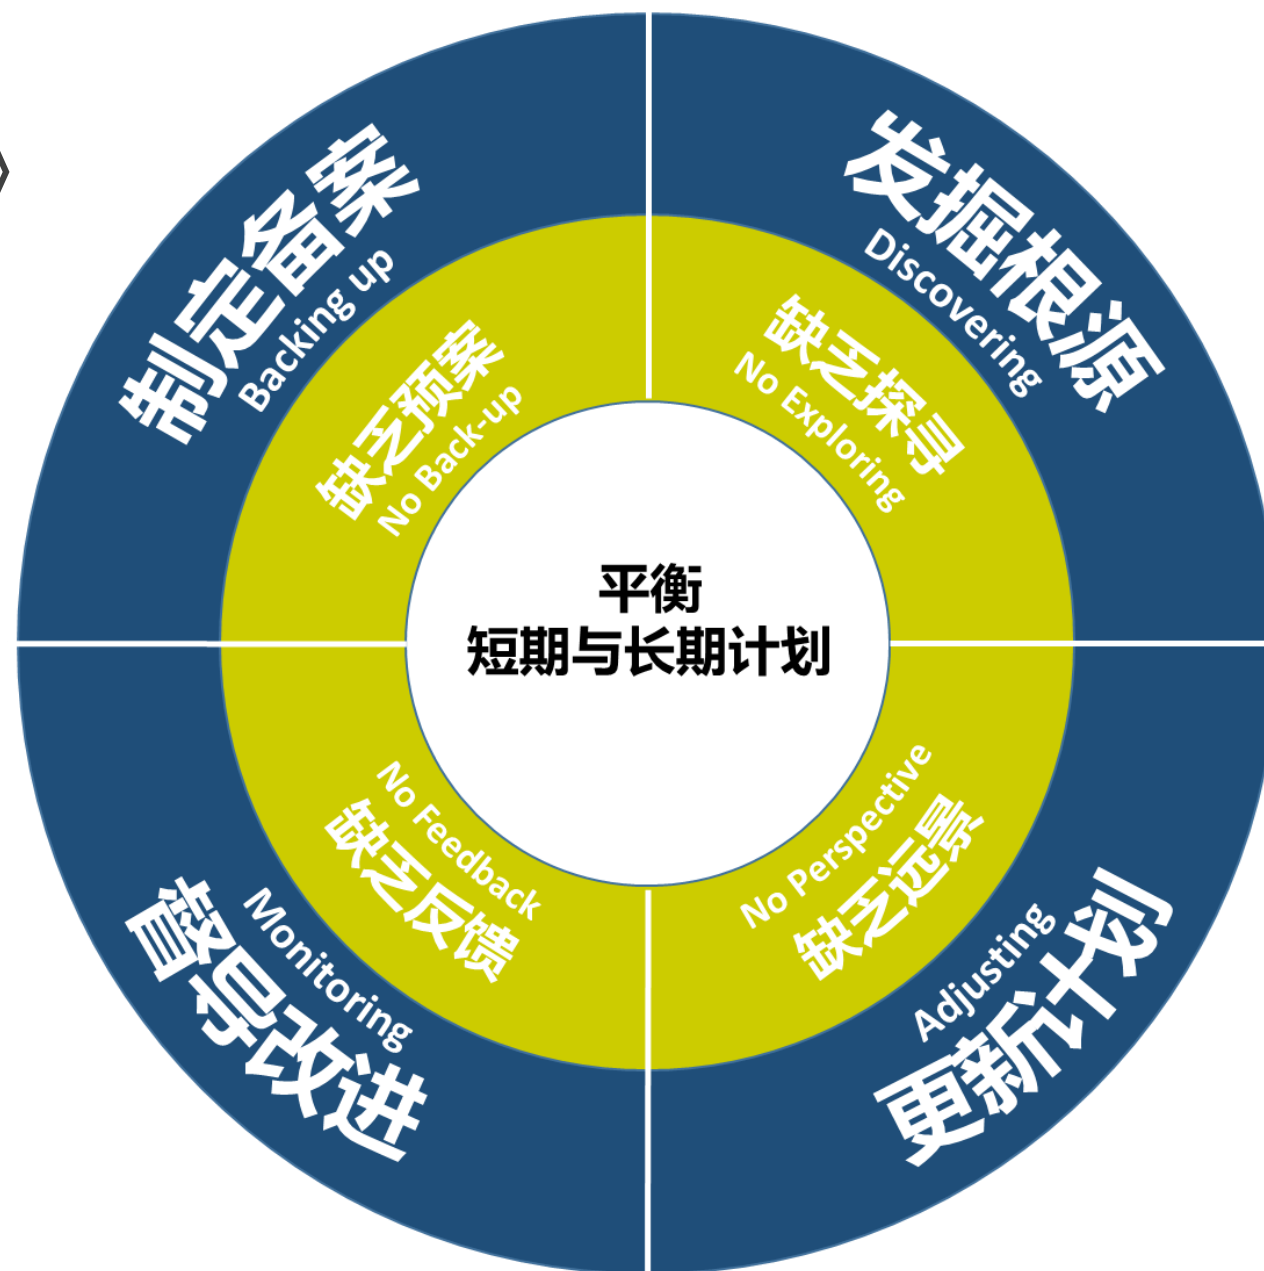 》
制定备案
Backing up
发掘根源
Discovering
缺乏预案
No Back-up
缺乏探寻
No Exploring
平衡
短期与长期计划
No Feedback
缺乏反馈
No Perspective
缺乏远景
Monitoring
督导改进
Adjusting
更新计划